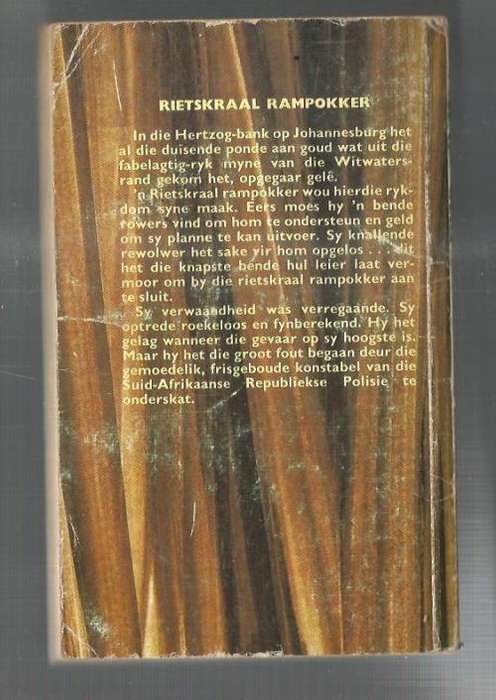 RIETSKRAAL RAMPOKKER
In die Hertzog-bank op Johannesburg het
al die duisende ponde aan goud wat uit die
fabelagtig-ryk myne van die Witwaters-
rand gekom het, opgegaar gelê.
'n Rietskraal rampokker wou hierdie ryk-
dom syne maak. Eers moes hy 'n bende
rowers vind om hom te ondersteun en geld
om sy planne te kan uitvoer. Sy knallende
rewolwer het sake vir hom opgelos . . . dit
het die knapste bende hul leier laat ver-
moor om by die rietskraal rampokker aan
te sluit.
Sy verwaandheid was verregaande. Sy
optrede roekeloos en fynberekend. Hy het
gelag wanneer die gevaar op sy hoogste is.
Maar hy het die groot fout begaan deur die
gemoedelik, frisgeboude konstabel van die
Suid-Afrikaanse Republiekse Polisie te
onderskat.